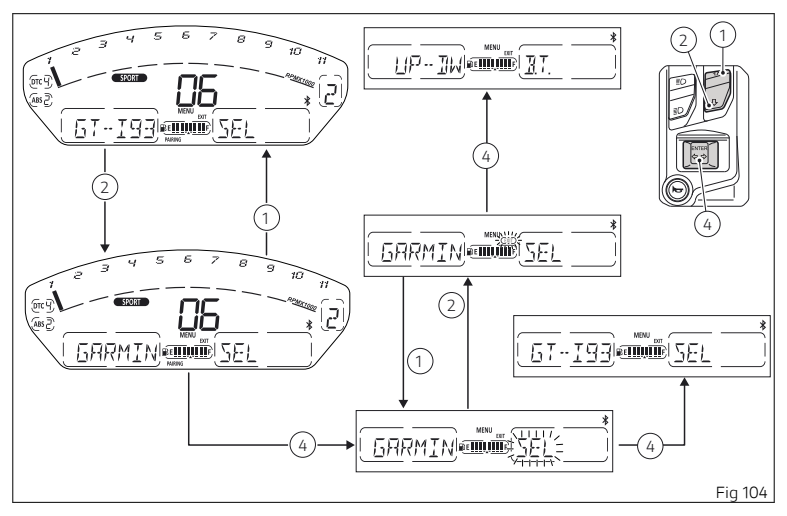 1 2 3 4 5 6 7 8 9 10 11
DTC 4
ABS 2
SPORT
RPMX1000
06
2
MENU
EXIT
GT--I93 E F SEL
PAIRING
2
1
1 2 3 4 5 6 7 8 9 10 11
DTC 4
ABS 2
SPORT
RPMX1000
06
2
MENU
EXIT
GARMIN E F SEL
PAIRING
4
MENU
EXIT
UP--DW E F B.T.
4
MENU
EXIT
GARMIN E F SEL
1
2
MENU
EXIT
GARMIN E F SEL
4
MENU
EXIT
GT--I93 E F SEL
2
1
ENTER
4
Fig 104